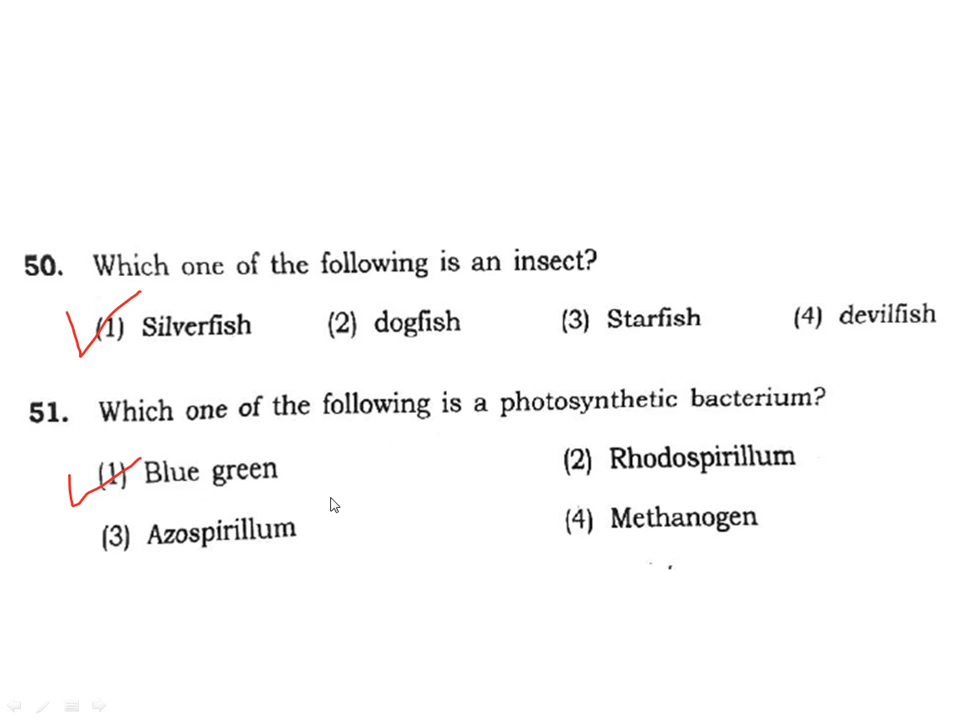 50. Which one of the following is an insect?
(1) Silverfish (2) dogfish (3) Starfish (4) devilfish
51. Which one of the following is a photosynthetic bacterium?
(1) Blue green (2) Rhodospirillum
(3) Azospirillum (4) Methanogen